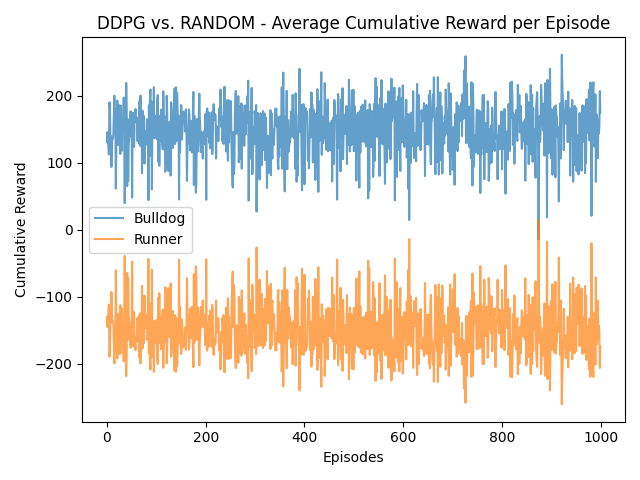 DDPG vs. RANDOM - Average Cumulative Reward per Episode
Cumulative Reward
200
100
0
−100
−200
Bulldog
Runner
0 200 400 600 800 1000
Episodes